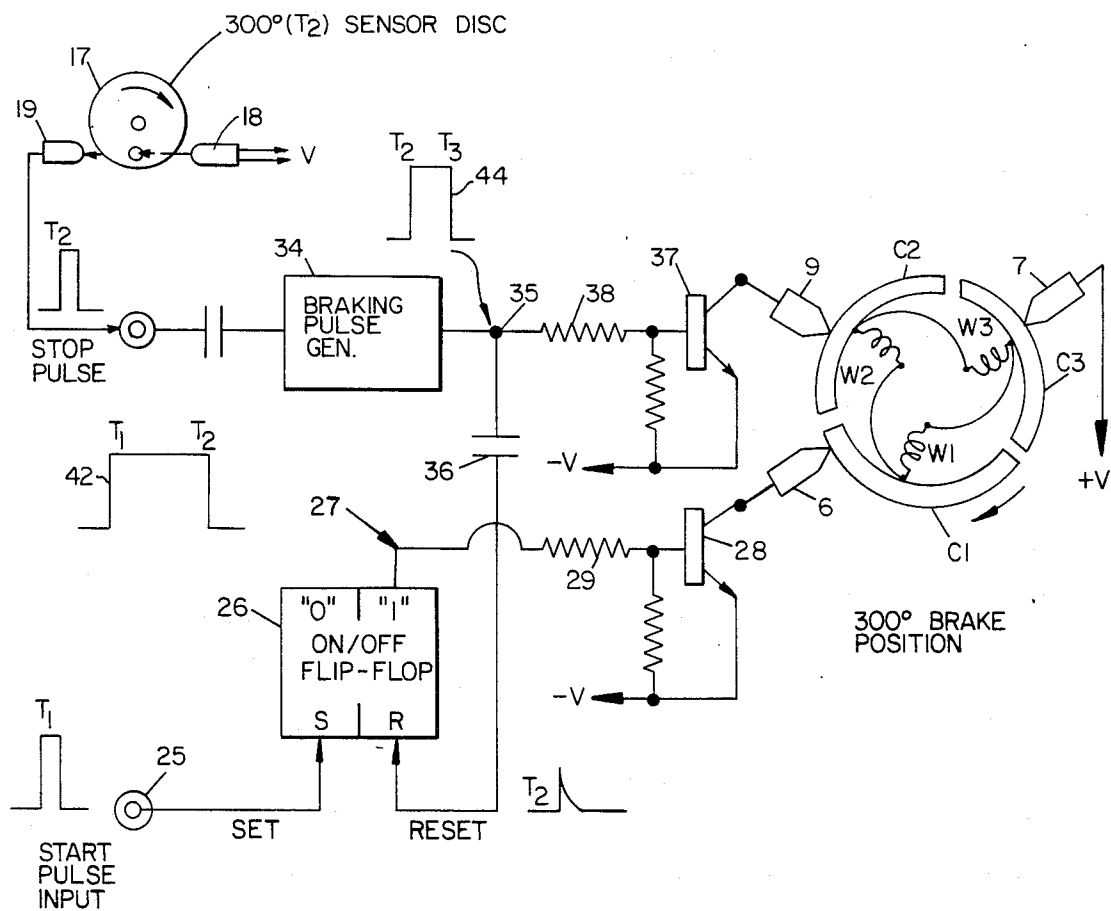 300°(T2) SENSOR DISC
17
19
18
V
T2 T3
44
T2
34
BRAKING
PULSE
GEN.
STOP
PULSE
35
38
37
9
C2
7
W3
W2
C3
W1
-V
+V
6
C1
T1 T2
42
36
27
29
28
300° BRAKE
POSITION
26
"0" "1"
ON/OFF
FLIP-FLOP
S R
-V
T1
25
SET
RESET
T2
START
PULSE
INPUT